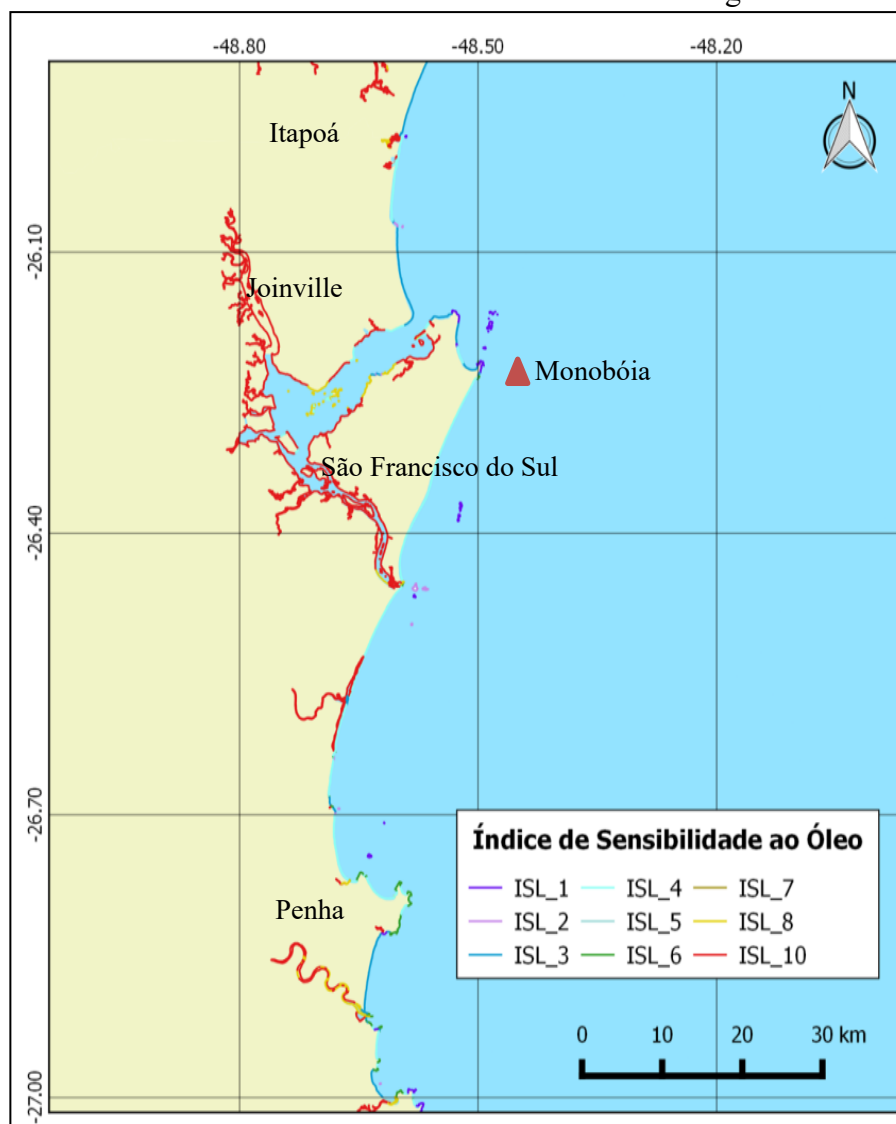 -48.80 -48.50 -48.20
N
Itapoá
-26.10
Joinville
Monobóia
São Francisco do Sul
-26.40
-26.70
Índice de Sensibilidade ao Óleo
ISL_1 ISL_4 ISL_7
ISL_2 ISL_5 ISL_8
ISL_3 ISL_6 ISL_10
Penha
0 10 20 30 km
-27.00